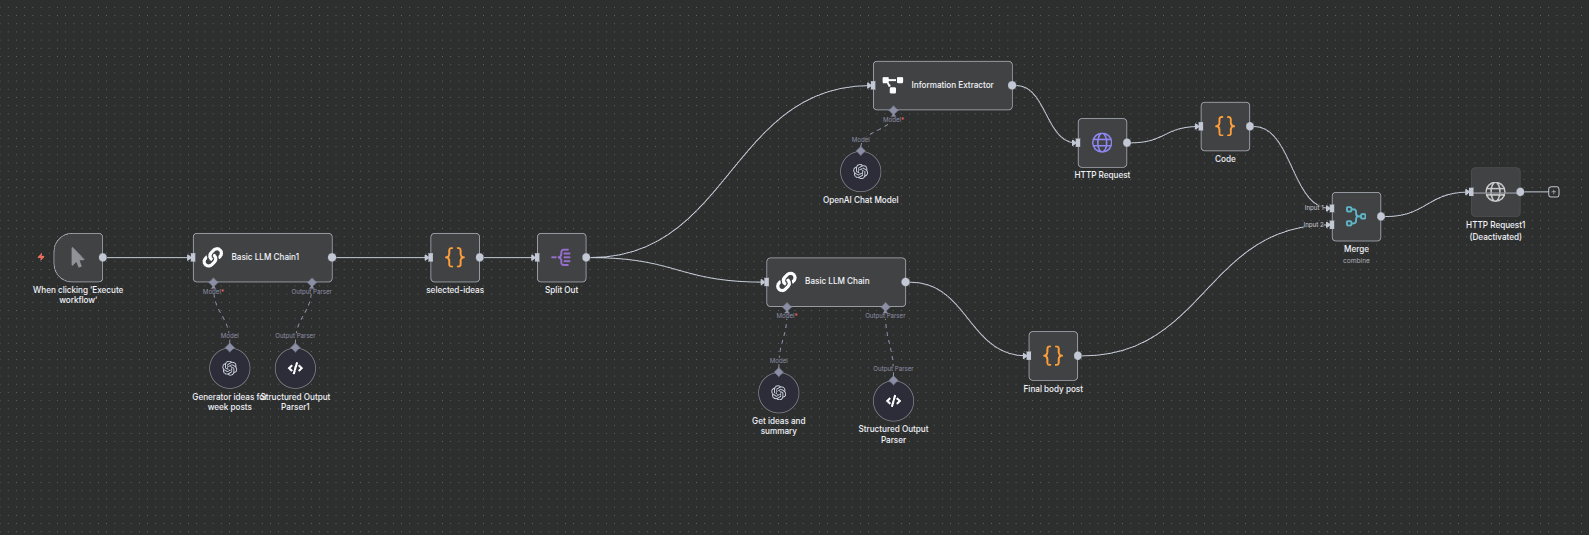 When clicking 'Execute
workflow'
Basic LLM Chain1
Model*
Output Parser
Model
Output Parser
Generator ideas for
week posts
Structured Output
Parser1
selected-ideas
Split Out
Information Extractor
Model*
Model
OpenAI Chat Model
HTTP Request
Code
Basic LLM Chain
Model*
Output Parser
Model
Output Parser
Get ideas and
summary
Structured Output
Parser
Final body post
Input 1
Input 2
Merge
combine
HTTP Request1
(Deactivated)